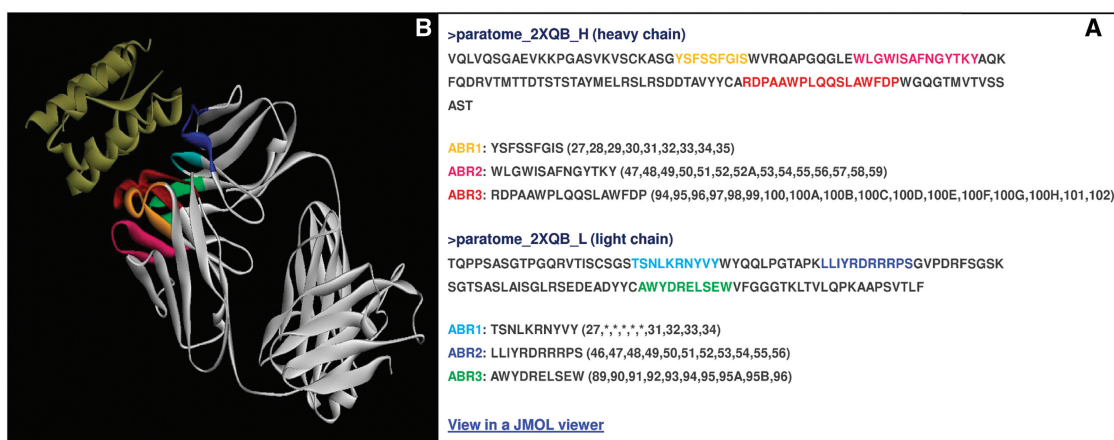 B
A
>paratome_2XQB_H (heavy chain)
VQLVQSGAEVKKPGASVKVSCKASGYSFSSFGISWVRQAPGQGLEWLGWISAFNGYTKYAQK
FQDRVTMTTDTSTSTAYMELRSLRSDDTAVYYCARDPAAWPLQQSLAWFDPWGQGTMVTVSS
AST
ABR1: YSFSSFGIS (27,28,29,30,31,32,33,34,35)
ABR2: WLGWISAFNGYTKY (47,48,49,50,51,52,52A,53,54,55,56,57,58,59)
ABR3: RDPAAWPLQQSLAWFDP (94,95,96,97,98,99,100,100A,100B,100C,100D,100E,100F,100G,100H,101,102)
>paratome_2XQB_L (light chain)
TQPPSASGTPGQRVTISCSGSTSNLKRNYVYWYQQLPGTAPKLLIYRDRRRPSGVPDRFSGSK
SGTSASLAISGLRSEDEADYYCAWYDRELSEWVFGGGTKLTVLQPKAAPSVTLF
ABR1: TSNLKRNYVY (27,*,*,*,*,*,31,32,33,34)
ABR2: LLIYRDRRRPS (46,47,48,49,50,51,52,53,54,55,56)
ABR3: AWYDRELSEW (89,90,91,92,93,94,95,95A,95B,96)
View in a JMOL viewer